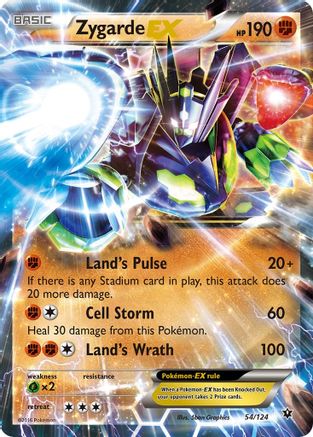 BASIC
Zygarde EX HP190
Land's Pulse 20+
If there is any Stadium card in play, this attack does
20 more damage.
Cell Storm 60
Heal 30 damage from this Pokémon.
Land's Wrath 100
weakness resistance
×2
Pokémon-EX rule
When a Pokémon-EX has been Knocked Out,
your opponent takes 2 Prize cards.
retreat
Illus. 5ban Graphics 54/124
©2016 Pokémon